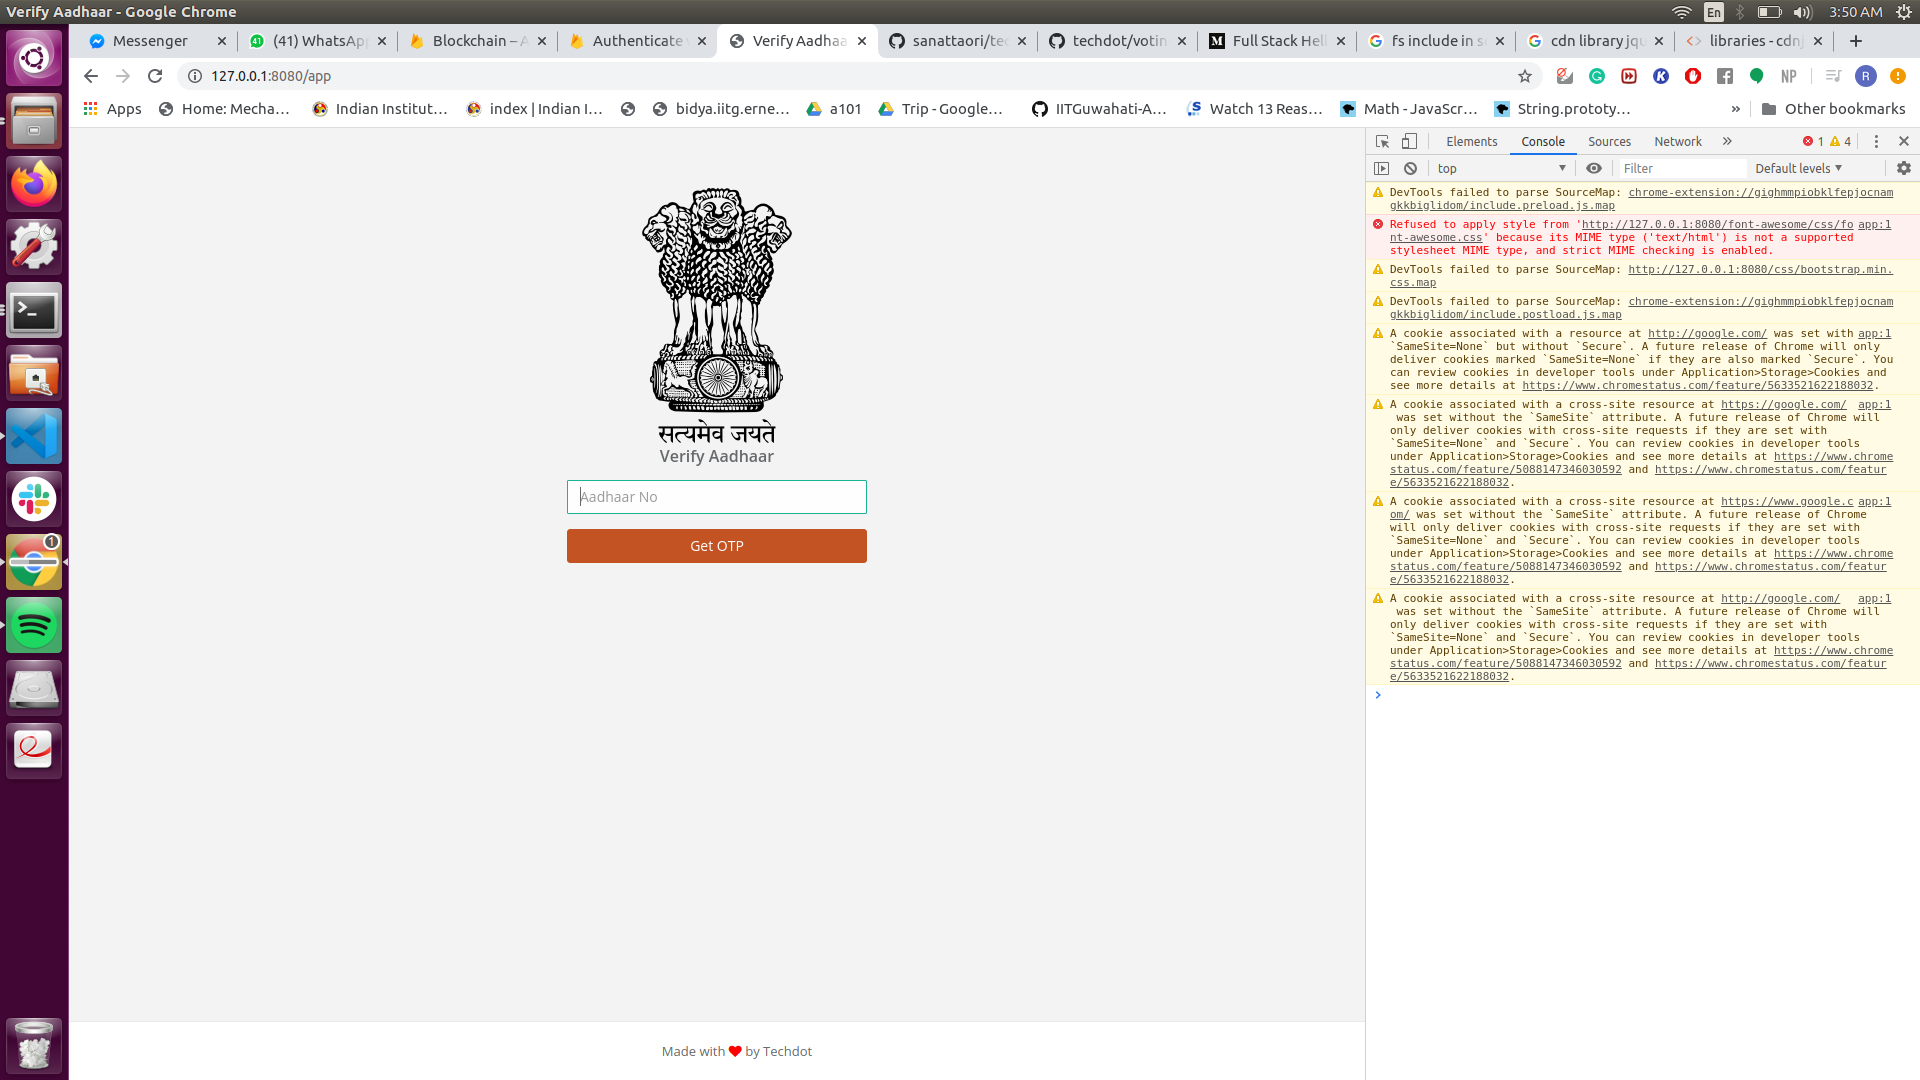 Verify Aadhaar - Google Chrome
En
3:50 AM
Messenger
(41) WhatsApp
Blockchain – A
Authenticate
Verify Aadhaa
sanattaori/te
techdot/votin
Full Stack Hell
fs include in s
cdn library jqu
libraries - cdnj
127.0.0.1:8080/app
NP
R
Apps
Home: Mecha...
Indian Institut...
index | Indian I...
bidya.iitg.erne...
a101
Trip - Google...
IITGuwahati-A...
Watch 13 Reas...
Math - JavaScr...
String.prototy...
»
Other bookmarks
Elements
Console
Sources
Network
»
1
4
top
Filter
Default levels
DevTools failed to parse SourceMap: chrome-extension://gighmmpiobklfepjocnam
gkkbiglidom/include.preload.js.map
Refused to apply style from 'http://127.0.0.1:8080/font-awesome/css/fo app:1
nt-awesome.css' because its MIME type ('text/html') is not a supported
stylesheet MIME type, and strict MIME checking is enabled.
DevTools failed to parse SourceMap: http://127.0.0.1:8080/css/bootstrap.min.
css.map
DevTools failed to parse SourceMap: chrome-extension://gighmmpiobklfepjocnam
gkkbiglidom/include.postload.js.map
A cookie associated with a resource at http://google.com/ was set with app:1
`SameSite=None` but without `Secure`. A future release of Chrome will only
deliver cookies marked `SameSite=None` if they are also marked `Secure`. You
can review cookies in developer tools under Application>Storage>Cookies and
see more details at https://www.chromestatus.com/feature/5633521622188032.
A cookie associated with a cross-site resource at https://google.com/ app:1
was set without the `SameSite` attribute. A future release of Chrome will
only deliver cookies with cross-site requests if they are set with
`SameSite=None` and `Secure`. You can review cookies in developer tools
under Application>Storage>Cookies and see more details at https://www.chrome
status.com/feature/5088147346030592 and https://www.chromestatus.com/featur
e/5633521622188032.
A cookie associated with a cross-site resource at https://www.google.c app:1
om/ was set without the `SameSite` attribute. A future release of Chrome
will only deliver cookies with cross-site requests if they are set with
`SameSite=None` and `Secure`. You can review cookies in developer tools
under Application>Storage>Cookies and see more details at https://www.chrome
status.com/feature/5088147346030592 and https://www.chromestatus.com/featur
e/5633521622188032.
A cookie associated with a cross-site resource at http://google.com/ app:1
was set without the `SameSite` attribute. A future release of Chrome will
only deliver cookies with cross-site requests if they are set with
`SameSite=None` and `Secure`. You can review cookies in developer tools
under Application>Storage>Cookies and see more details at https://www.chrome
status.com/feature/5088147346030592 and https://www.chromestatus.com/featur
e/5633521622188032.
सत्यमेव जयते
Verify Aadhaar
Aadhaar No
Get OTP
1
Made with ❤ by Techdot